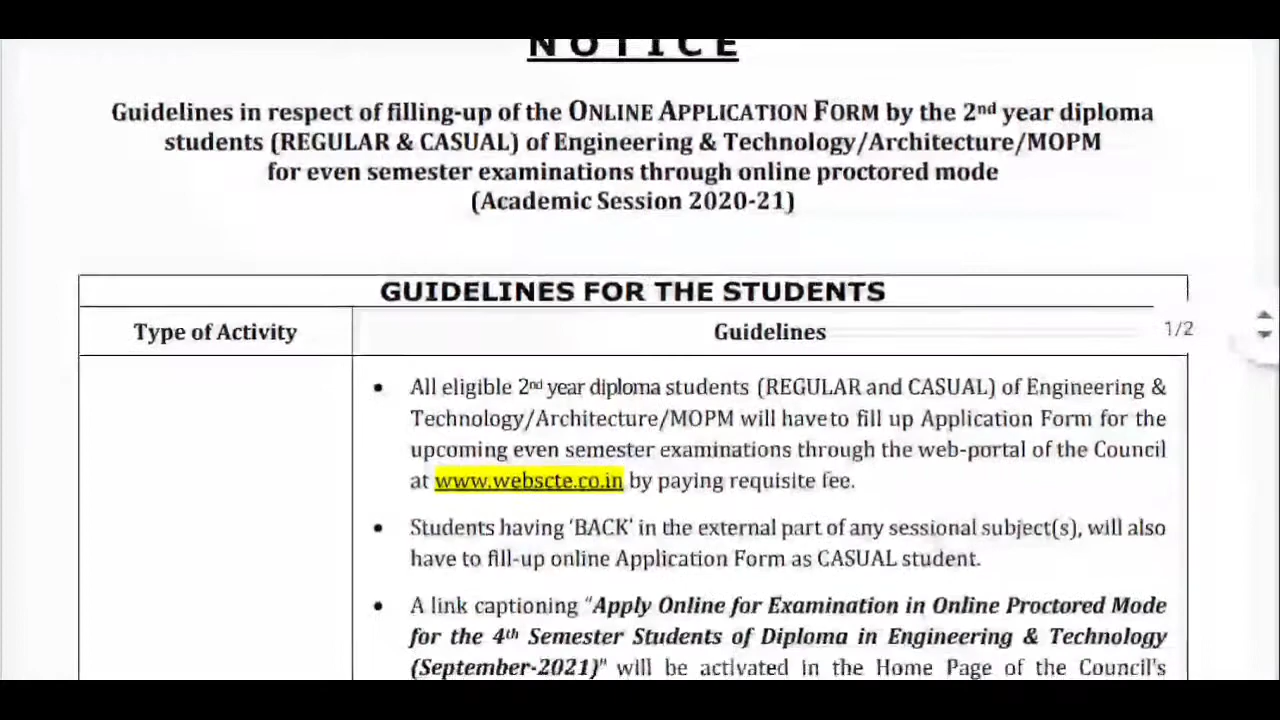 NOTICE
Guidelines in respect of filling-up of the ONLINE APPLICATION FORM by the 2nd year diploma
students (REGULAR & CASUAL) of Engineering & Technology/Architecture/MOPM
for even semester examinations through online proctored mode
(Academic Session 2020-21)
GUIDELINES FOR THE STUDENTS
Type of Activity Guidelines
1/2
• All eligible 2nd year diploma students (REGULAR and CASUAL) of Engineering &
Technology/Architecture/MOPM will have to fill up Application Form for the
upcoming even semester examinations through the web-portal of the Council
at www.webscte.co.in by paying requisite fee.
• Students having ‘BACK’ in the external part of any sessional subject(s), will also
have to fill-up online Application Form as CASUAL student.
• A link captioning “Apply Online for Examination in Online Proctored Mode
for the 4th Semester Students of Diploma in Engineering & Technology
(September-2021)” will be activated in the Home Page of the Council's